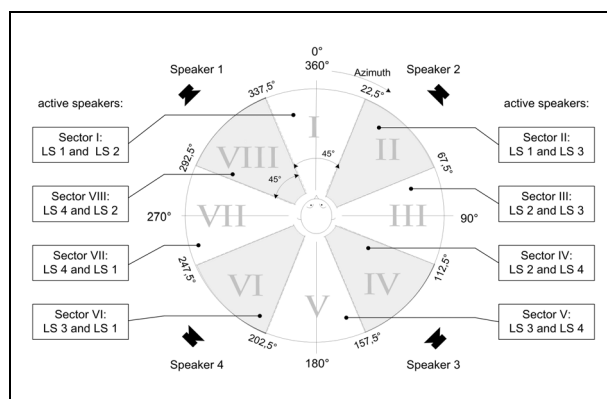 0°
360°
Azimuth
Speaker 1
Speaker 2
337,5°
22,5°
active speakers:
active speakers:
Sector I:
LS 1 and LS 2
I
Sector II:
LS 1 and LS 3
45°
II
VIII
292,5°
67,5°
45°
Sector VIII:
LS 4 and LS 2
Sector III:
LS 2 and LS 3
270°
VII
III
90°
Sector VII:
LS 4 and LS 1
Sector IV:
LS 2 and LS 4
247,5°
112,5°
VI
IV
Sector VI:
LS 3 and LS 1
V
Sector V:
LS 3 and LS 4
202,5°
157,5°
Speaker 4
180°
Speaker 3